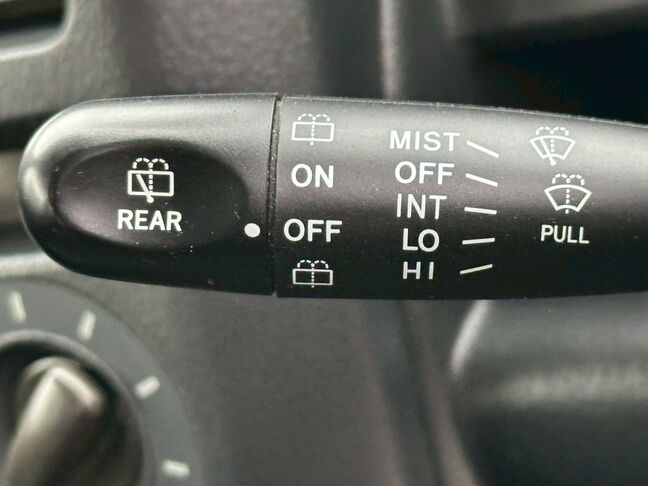 REAR
ON
OFF
MIST
OFF
INT
LO
HI
PULL